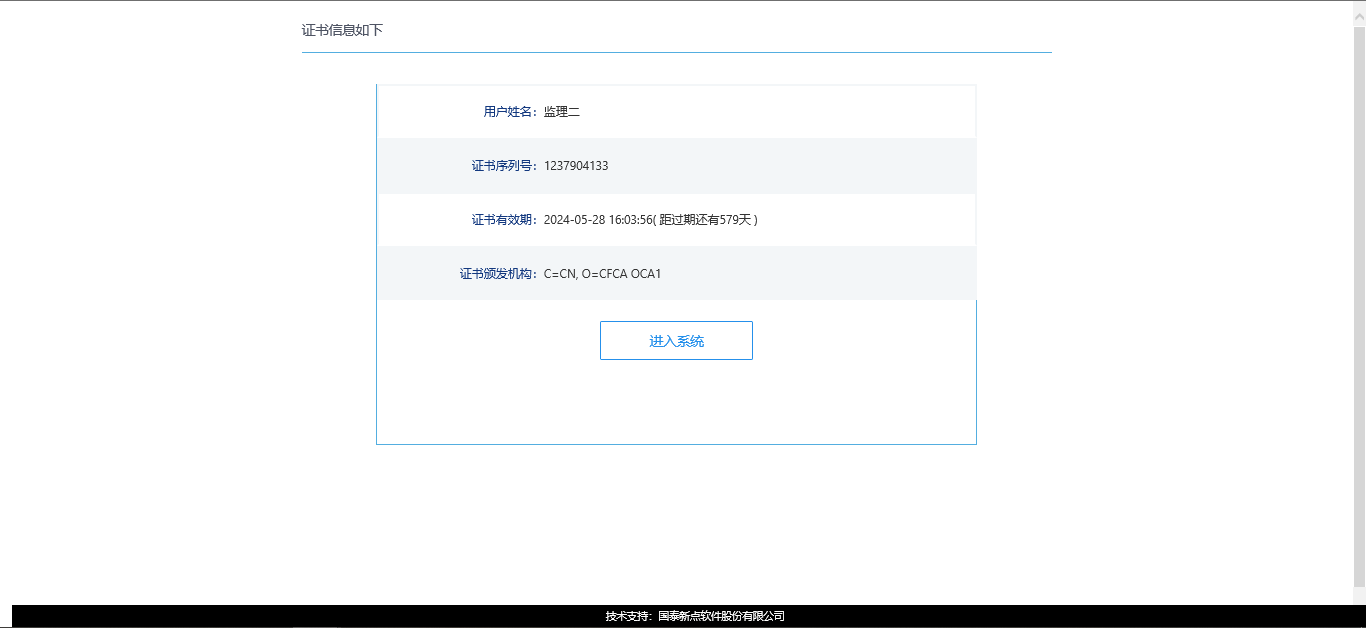 证书信息如下
用户姓名：监理二
证书序列号：1237904133
证书有效期：2024-05-28 16:03:56( 距过期还有579天 )
证书颁发机构：C=CN, O=CFCA OCA1
进入系统
技术支持：国泰新点软件股份有限公司